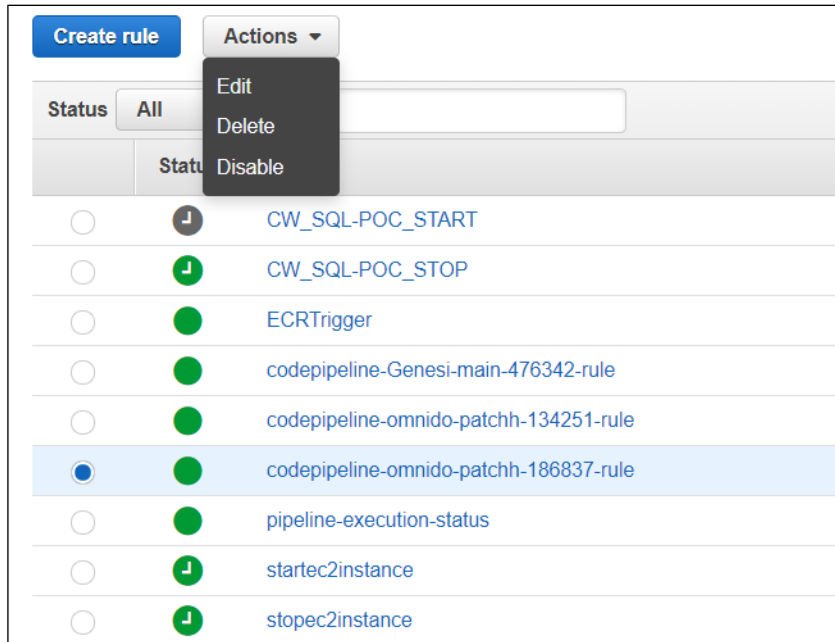 Create rule Actions
Edit
Status All
Delete
Statu Disable
CW_SQL-POC_START
CW_SQL-POC_STOP
ECRTrigger
codepipeline-Genesi-main-476342-rule
codepipeline-omnido-patchh-134251-rule
codepipeline-omnido-patchh-186837-rule
pipeline-execution-status
startec2instance
stopec2instance